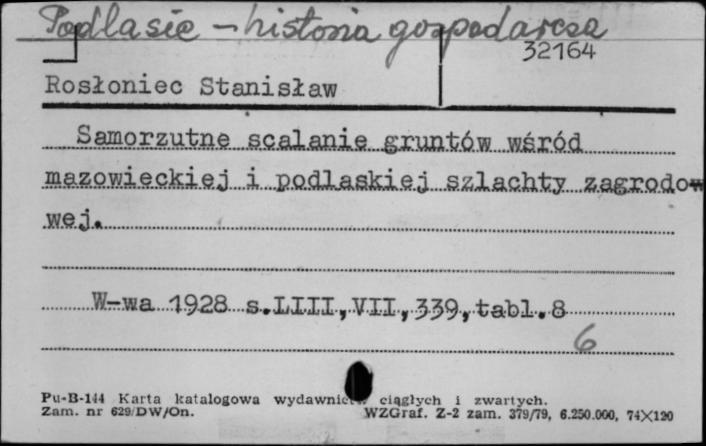 Podlasie – historia gospodarcza
32164
Rosłoniec Stanisław
Samorzutne scalanie gruntów wśród
mazowieckiej i podlaskiej szlachty zagrodow
wej.
W-wa 1928 s.LIII,VII,339,tabl.8
6
Pu-B-144 Karta katalogowa wydawnict ciągłych i zwartych.
Zam. nr 629/DW/On. WZGraf. Z-2 zam. 379/79, 6.250.000, 74X120